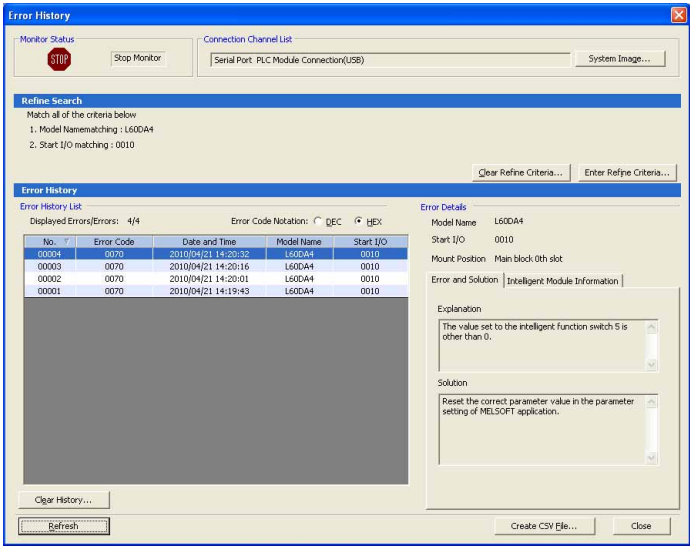 Error History
Monitor Status
STOP
Stop Monitor
Connection Channel List
Serial Port PLC Module Connection(USB)
System Image...
Refine Search
Match all of the criteria below
1. Model Namematching : L60DA4
2. Start I/O matching : 0010
Clear Refine Criteria...
Enter Refine Criteria...
Error History
Error History List
Displayed Errors/Errors: 4/4
Error Code Notation: DEC HEX
No. Error Code Date and Time Model Name Start I/O
00004 0070 2010/04/21 14:20:32 L60DA4 0010
00003 0070 2010/04/21 14:20:16 L60DA4 0010
00002 0070 2010/04/21 14:20:01 L60DA4 0010
00001 0070 2010/04/21 14:19:43 L60DA4 0010
Clear History...
Error Details
Model Name L60DA4
Start I/O 0010
Mount Position Main block 0th slot
Error and Solution Intelligent Module Information
Explanation
The value set to the intelligent function switch 5 is
other than 0.
Solution
Reset the correct parameter value in the parameter
setting of MELSOFT application.
Refresh
Create CSV File...
Close